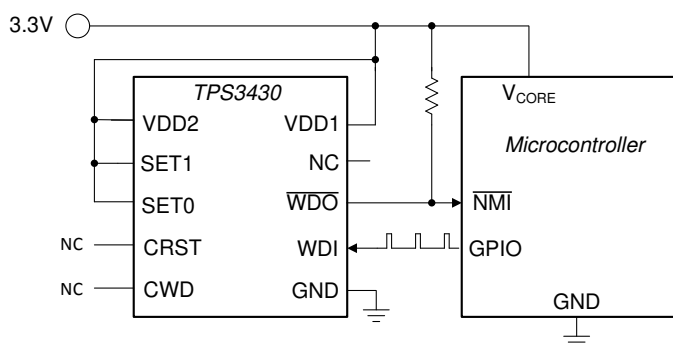 3.3V
TPS3430
VDD2
VDD1
SET1
NC
SET0
WDO
NC
CRST
WDI
NC
CWD
GND
VCORE
Microcontroller
NMI
GPIO
GND